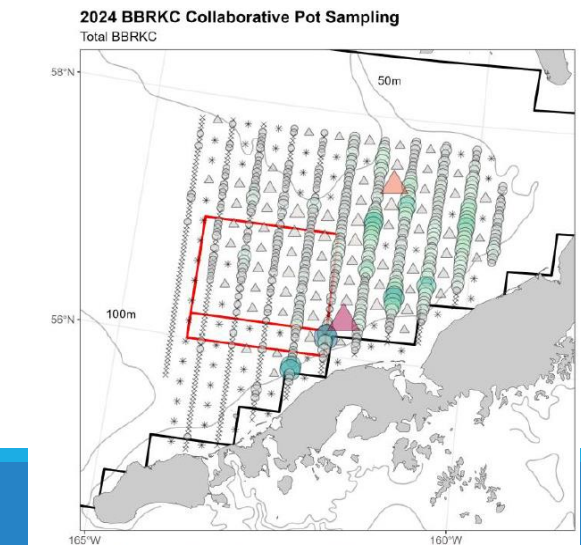 2024 BBRKC Collaborative Pot Sampling
Total BBRKC
58°N
50m
56°N
100m
165°W
160°W